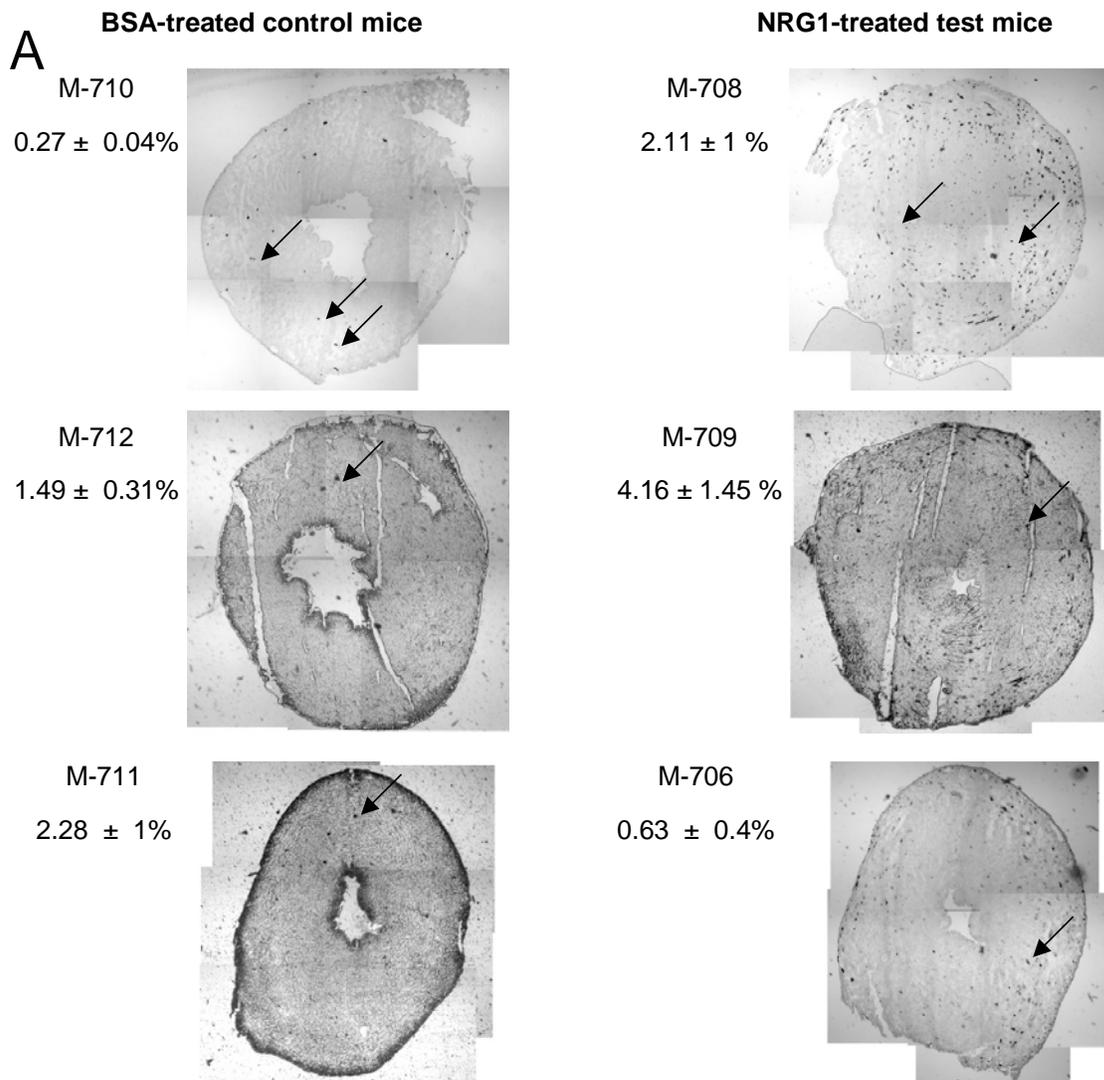 BSA-treated control mice
NRG1-treated test mice
A
M-710
0.27 ± 0.04%
M-708
2.11 ± 1 %
M-712
1.49 ± 0.31%
M-709
4.16 ± 1.45 %
M-711
2.28 ± 1%
M-706
0.63 ± 0.4%